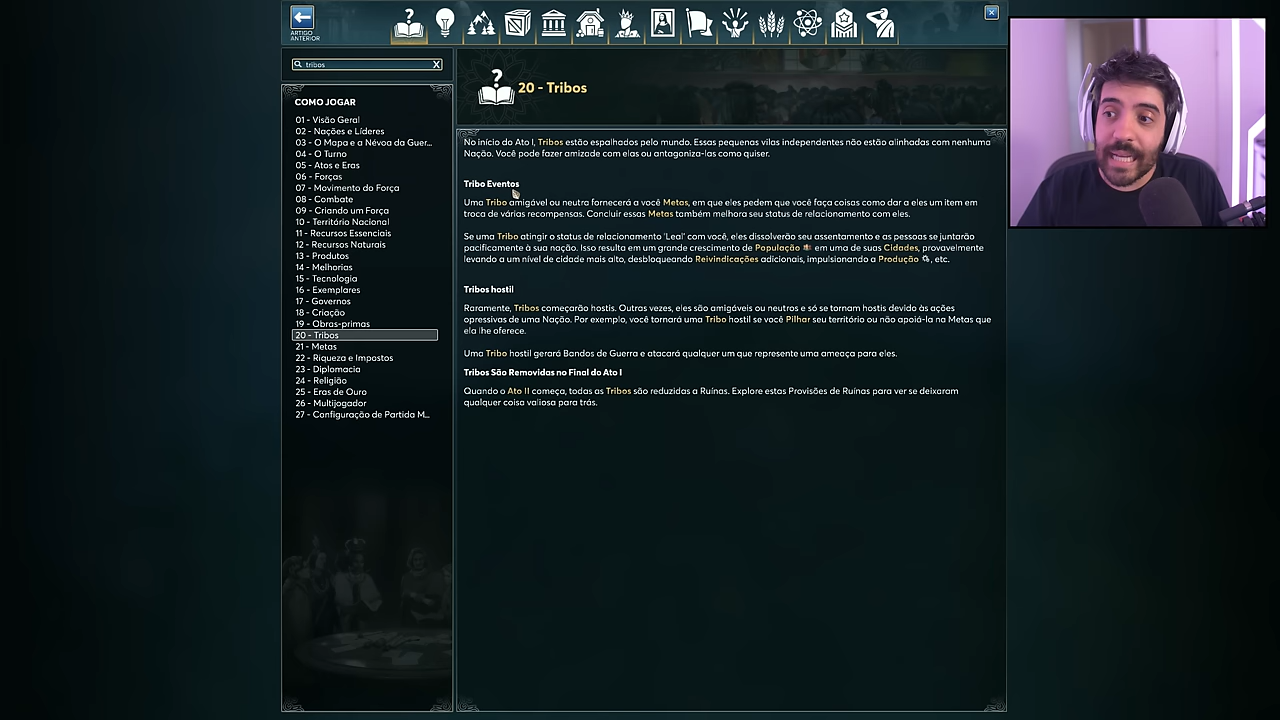 ARTIGO
ANTERIOR
tribos
X
COMO JOGAR
01 - Visão Geral
02 - Nações e Líderes
03 - O Mapa e a Névoa da Guer...
04 - O Turno
05 - Atos e Eras
06 - Forças
07 - Movimento do Força
08 - Combate
09 - Criando um Força
10 - Território Nacional
11 - Recursos Essenciais
12 - Recursos Naturais
13 - Produtos
14 - Melhorias
15 - Tecnologia
16 - Exemplares
17 - Governos
18 - Criação
19 - Obras-primas
20 - Tribos
21 - Metas
22 - Riqueza e Impostos
23 - Diplomacia
24 - Religião
25 - Eras de Ouro
26 - Multijogador
27 - Configuração de Partida M...
20 - Tribos
No início do Ato I, Tribos estão espalhados pelo mundo. Essas pequenas vilas independentes não estão alinhadas com nenhuma
Nação. Você pode fazer amizade com elas ou antagoniza-las como quiser.
Tribo Eventos
Uma Tribo amigável ou neutra fornecerá a você Metas, em que eles pedem que você faça coisas como dar a eles um item em
troca de várias recompensas. Concluir essas Metas também melhora seu status de relacionamento com eles.
Se uma Tribo atingir o status de relacionamento 'Leal' com você, eles dissolverão seu assentamento e as pessoas se juntarão
pacificamente à sua nação. Isso resulta em um grande crescimento de População em uma de suas Cidades, provavelmente
levando a um nível de cidade mais alto, desbloqueando Reivindicações adicionais, impulsionando a Produção, etc.
Tribos hostil
Raramente, Tribos começarão hostis. Outras vezes, eles são amigáveis ou neutros e só se tornam hostis devido às ações
opressivas de uma Nação. Por exemplo, você tornará uma Tribo hostil se você Pilhar seu território ou não apoiá-la na Metas que
ela lhe oferece.
Uma Tribo hostil gerará Bandos de Guerra e atacará qualquer um que represente uma ameaça para eles.
Tribos São Removidas no Final do Ato I
Quando o Ato II começa, todas as Tribos são reduzidas a Ruínas. Explore estas Provisões de Ruínas para ver se deixaram
qualquer coisa valiosa para trás.